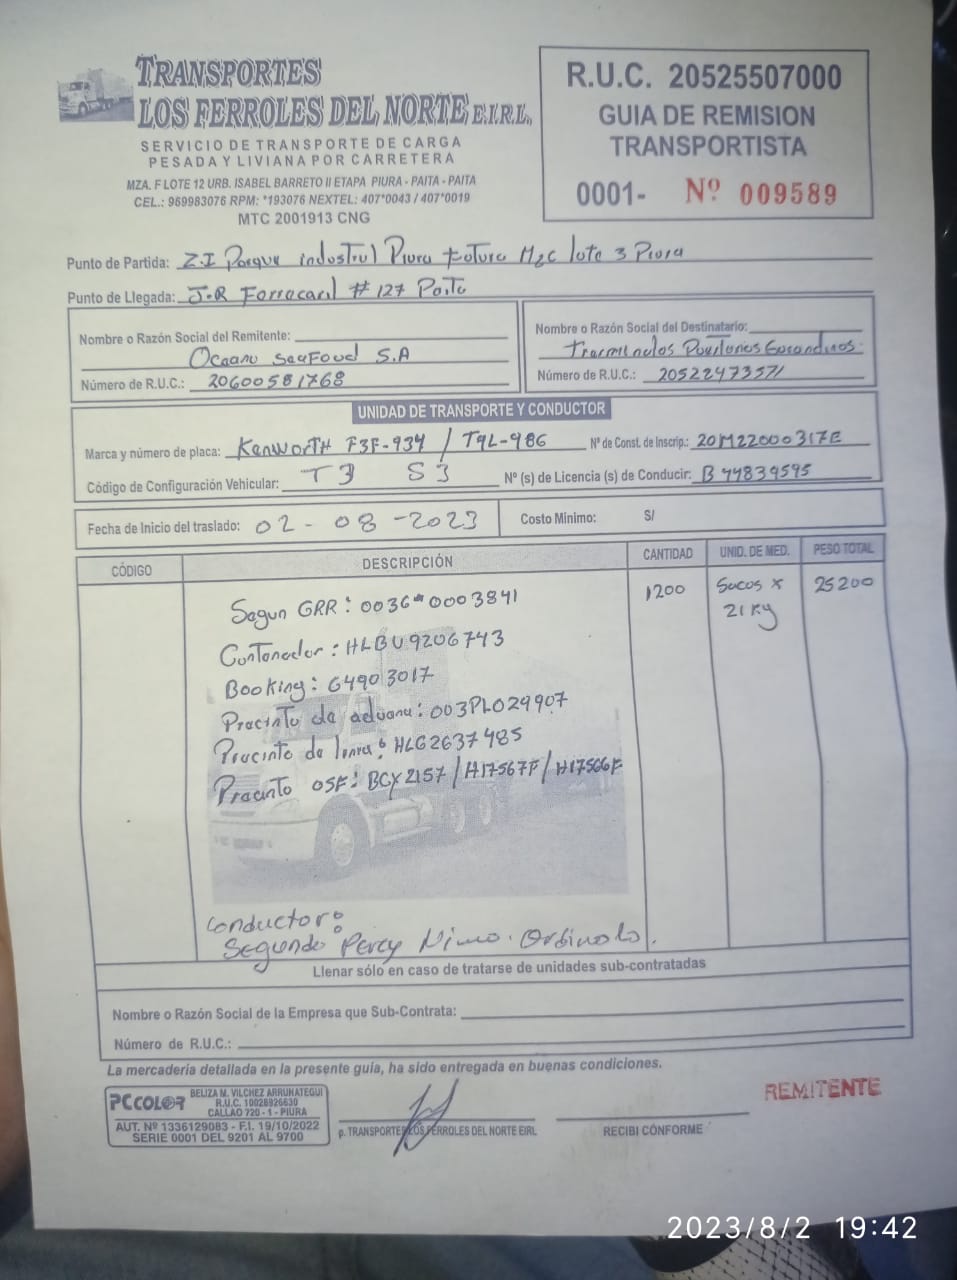 TRANSPORTES
LOS FERROLES DEL NORTE E.I.R.L.
SERVICIO DE TRANSPORTE DE CARGA
PESADA Y LIVIANA POR CARRETERA
MZA. F LOTE 12 URB. ISABEL BARRETO II ETAPA PIURA - PAITA - PAITA
CEL.: 969983076 RPM: *193076 NEXTEL: 407*0043 / 407*0019
MTC 2001913 CNG
R.U.C. 20525507000
GUIA DE REMISION
TRANSPORTISTA
0001- Nº 009589
Punto de Partida: Z.I Parque industrial Piura futura Mzc lote 3 Piura
Punto de Llegada: J.R Ferrocaril # 127 Paita
Nombre o Razón Social del Remitente:
Oceano Seafood S.A
Número de R.U.C.: 20600581768
Nombre o Razón Social del Destinatario:
Portuarios Euroandinos
Número de R.U.C.: 20522473571
UNIDAD DE TRANSPORTE Y CONDUCTOR
Marca y número de placa: Kenworth F3F-934 / T9L-986 Nº de Const. de Inscrip.: 20M22000317E
Código de Configuración Vehicular: T3 S3 Nº (s) de Licencia (s) de Conducir: B
Fecha de Inicio del traslado: 02-08-2023 Costo Mínimo: S/
CÓDIGO DESCRIPCIÓN CANTIDAD UNID. DE MED. PESO TOTAL
Segun GRR: 0036*0003841 1200 Sacos x 25200
21 Kg
Contenedor: HLBU9206743
Booking: 64903017
Precinto de aduana: 003PL029907
Precinto de linea: HLG2637485
Precinto OSF: BCY2157 / H17567F / H17566F
Conductor:
Segundo Percy Nimo Ordinola.
Llenar sólo en caso de tratarse de unidades sub-contratadas
Nombre o Razón Social de la Empresa que Sub-Contrata:
Número de R.U.C.:
La mercadería detallada en la presente guía, ha sido entregada en buenas condiciones.
PCCOLOR BELIZA M. VILCHEZ ARRUNATEGUI
R.U.C. 10028926630
CALLAO 720 - 1 - PIURA
AUT. Nº 1336129083 - F.I. 19/10/2022
SERIE 0001 DEL 9201 AL 9700
p. TRANSPORTES LOS FERROLES DEL NORTE EIRL
RECIBI CONFORME
REMITENTE
2023/8/2 19:42